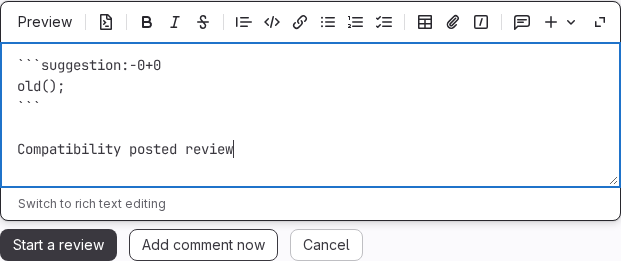 Preview
```suggestion:-0+0
old();
```
Compatibility posted review
Switch to rich text editing
Start a review
Add comment now
Cancel